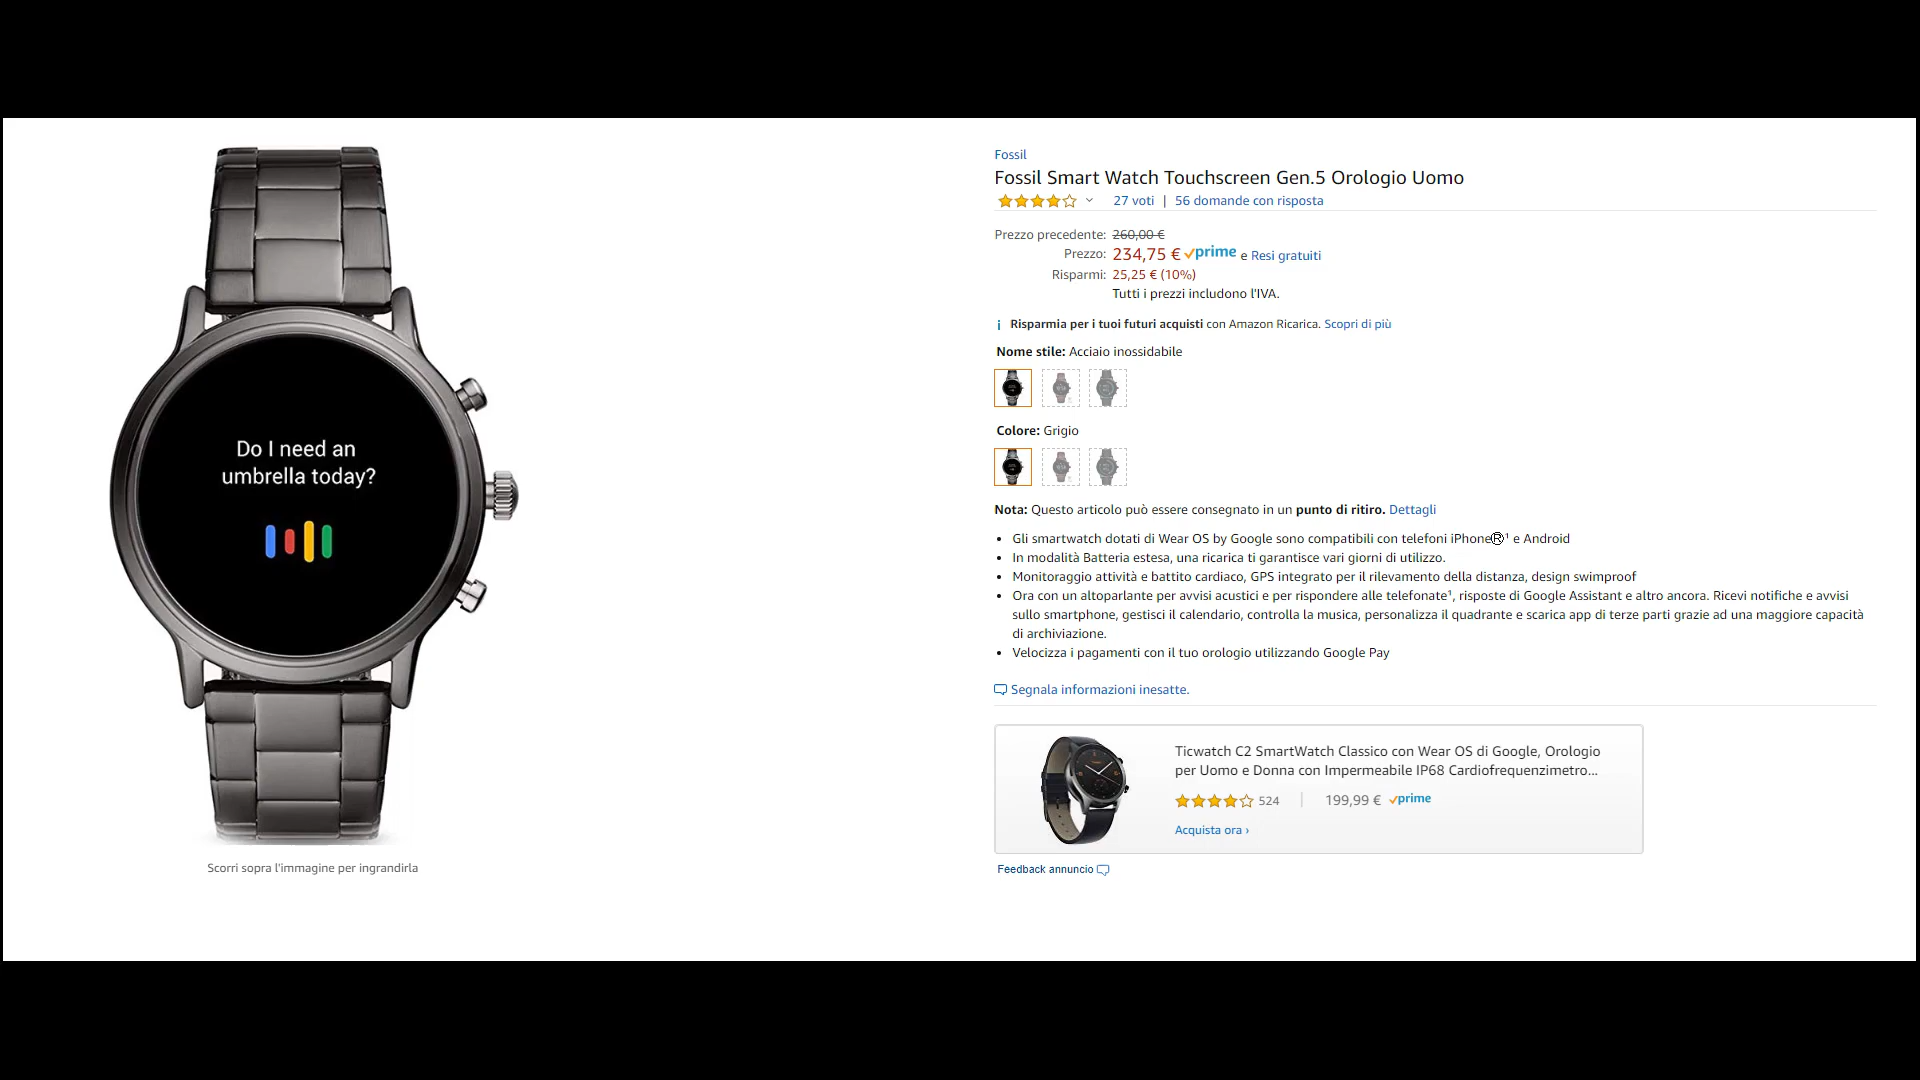 Do I need an
umbrella today?
Scorri sopra l'immagine per ingrandirla
Fossil
Fossil Smart Watch Touchscreen Gen.5 Orologio Uomo
27 voti | 56 domande con risposta
Prezzo precedente: 260,00 €
Prezzo: 234,75 € prime e Resi gratuiti
Risparmi: 25,25 € (10%)
Tutti i prezzi includono l'IVA.
i Risparmia per i tuoi futuri acquisti con Amazon Ricarica. Scopri di più
Nome stile: Acciaio inossidabile
Colore: Grigio
Nota: Questo articolo può essere consegnato in un punto di ritiro. Dettagli
• Gli smartwatch dotati di Wear OS by Google sono compatibili con telefoni iPhone®¹ e Android
• In modalità Batteria estesa, una ricarica ti garantisce vari giorni di utilizzo.
• Monitoraggio attività e battito cardiaco, GPS integrato per il rilevamento della distanza, design swimproof
• Ora con un altoparlante per avvisi acustici e per rispondere alle telefonate¹, risposte di Google Assistant e altro ancora. Ricevi notifiche e avvisi
sullo smartphone, gestisci il calendario, controlla la musica, personalizza il quadrante e scarica app di terze parti grazie ad una maggiore capacità
di archiviazione.
• Velocizza i pagamenti con il tuo orologio utilizzando Google Pay
Segnala informazioni inesatte.
Ticwatch C2 SmartWatch Classico con Wear OS di Google, Orologio
per Uomo e Donna con Impermeabile IP68 Cardiofrequenzimetro...
524 | 199,99 € prime
Acquista ora ›
Feedback annuncio